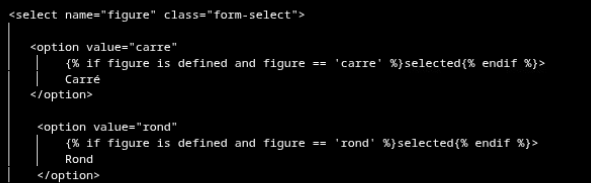 <select name="figure" class="form-select">
<option value="carre"
{% if figure is defined and figure == 'carre' %}selected{% endif %}>
Carré
</option>
<option value="rond"
{% if figure is defined and figure == 'rond' %}selected{% endif %}>
Rond
</option>